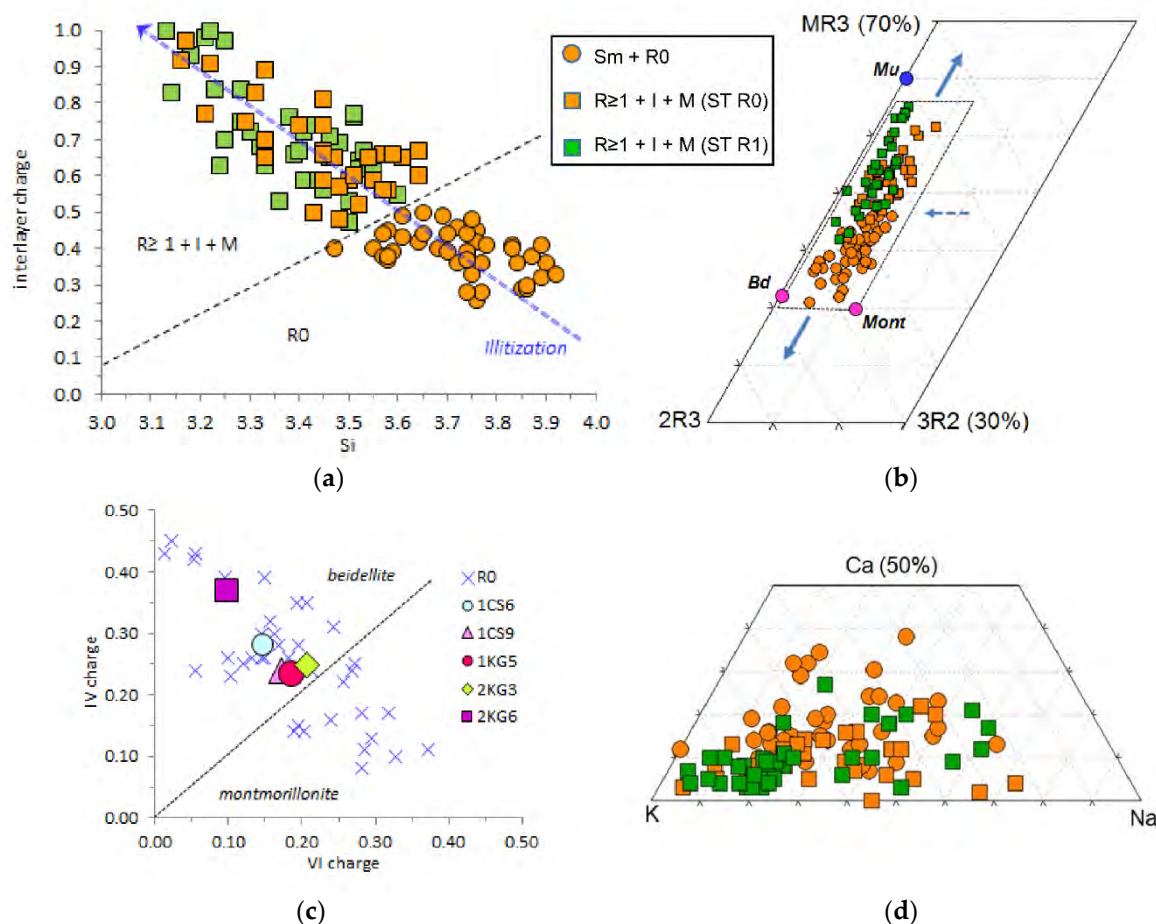 1.0
0.9
0.8
0.7
0.6
0.5
0.4
0.3
0.2
0.1
0.0
interlayer charge
R≥ 1 + I + M
R0
Illitization
3.0 3.1 3.2 3.3 3.4 3.5 3.6 3.7 3.8 3.9 4.0
Si
(a)
Sm + R0
R≥1 + I + M (ST R0)
R≥1 + I + M (ST R1)
MR3 (70%)
Mu
Bd
Mont
2R3
3R2 (30%)
(b)
0.50
0.40
0.30
0.20
0.10
0.00
IV charge
beidellite
montmorillonite
R0
1CS6
1CS9
1KG5
2KG3
2KG6
0.00 0.10 0.20 0.30 0.40 0.50
VI charge
(c)
Ca (50%)
K
Na
(d)